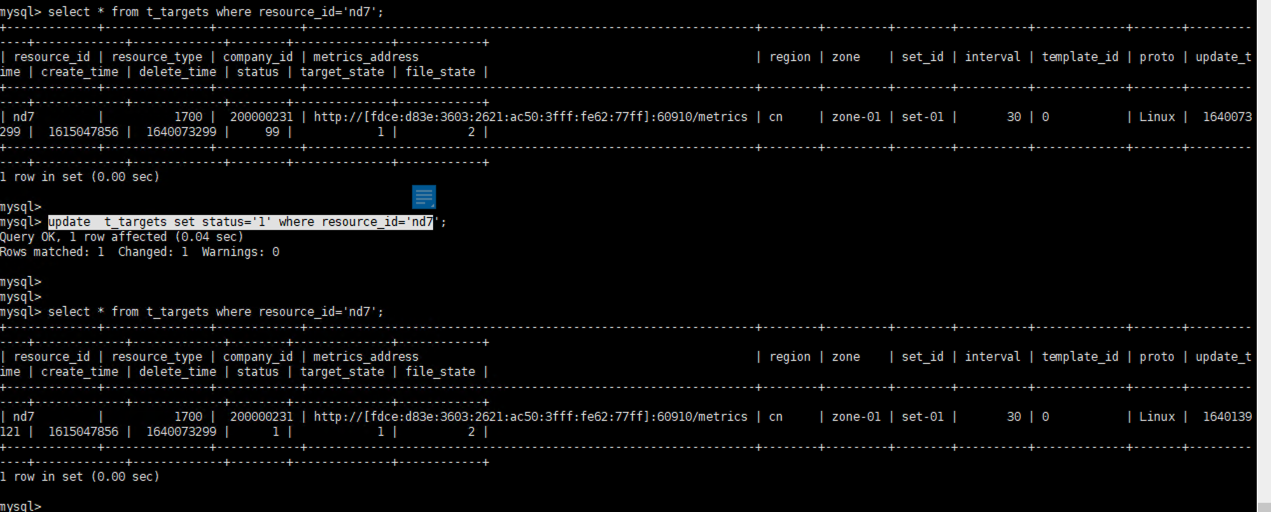 mysql> select * from t_targets where resource_id='nd7';
+-------------+---------------+------------+------------------------------------------------------------+--------+---------+--------+----------+-------------+-------+---------
----+-------------+-------------+--------+--------------+------------+
| resource_id | resource_type | company_id | metrics_address                                            | region | zone    | set_id | interval | template_id | proto | update_t
ime | create_time | delete_time | status | target_state | file_state |
+-------------+---------------+------------+------------------------------------------------------------+--------+---------+--------+----------+-------------+-------+---------
----+-------------+-------------+--------+--------------+------------+
| nd7         |          1700 |  200000231 | http://[fdce:d83e:3603:2621:ac50:3fff:fe62:77ff]:60910/metrics | cn     | zone-01 | set-01 |       30 | 0           | Linux |  1640073
299 |  1615047856 |  1640073299 |     99 |            1 |          2 |
+-------------+---------------+------------+------------------------------------------------------------+--------+---------+--------+----------+-------------+-------+---------
----+-------------+-------------+--------+--------------+------------+
1 row in set (0.00 sec)
mysql>
mysql> update  t_targets set status='1' where resource_id='nd7';
Query OK, 1 row affected (0.04 sec)
Rows matched: 1  Changed: 1  Warnings: 0
mysql>
mysql>
mysql> select * from t_targets where resource_id='nd7';
+-------------+---------------+------------+------------------------------------------------------------+--------+---------+--------+----------+-------------+-------+---------
----+-------------+-------------+--------+--------------+------------+
| resource_id | resource_type | company_id | metrics_address                                            | region | zone    | set_id | interval | template_id | proto | update_t
ime | create_time | delete_time | status | target_state | file_state |
+-------------+---------------+------------+------------------------------------------------------------+--------+---------+--------+----------+-------------+-------+---------
----+-------------+-------------+--------+--------------+------------+
| nd7         |          1700 |  200000231 | http://[fdce:d83e:3603:2621:ac50:3fff:fe62:77ff]:60910/metrics | cn     | zone-01 | set-01 |       30 | 0           | Linux |  1640139
121 |  1615047856 |  1640073299 |      1 |            1 |          2 |
+-------------+---------------+------------+------------------------------------------------------------+--------+---------+--------+----------+-------------+-------+---------
----+-------------+-------------+--------+--------------+------------+
1 row in set (0.00 sec)
mysql>